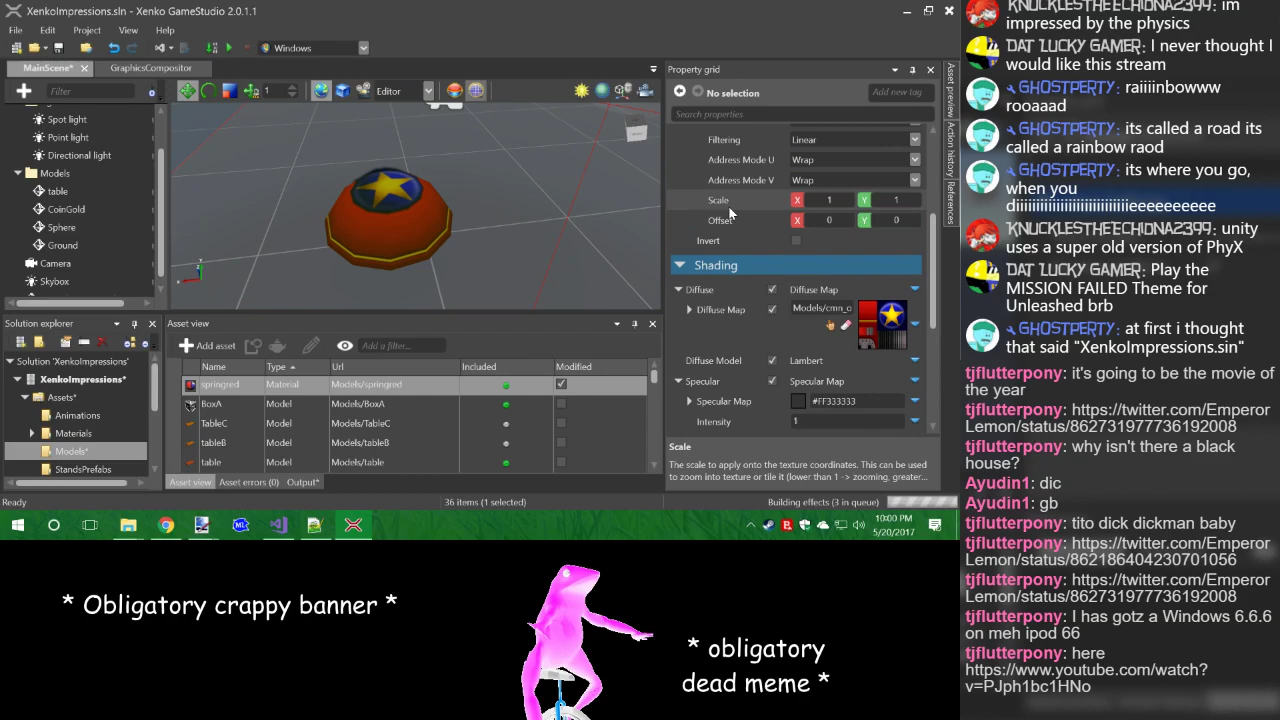 XenkoImpressions.sln - Xenko GameStudio 2.0.1.1
File Edit Project View Help
Windows
MainScene* GraphicsCompositor
Filter
1
Editor
Spot light
Point light
Directional light
Models
table
CoinGold
Sphere
Ground
Camera
Skybox
Property grid
No selection
Add new tag
Search properties
Filtering Linear
Address Mode U Wrap
Address Mode V Wrap
Scale X 1 Y 1
Offset X 0 Y 0
Invert
Shading
Diffuse Diffuse Map
Diffuse Map Models/cmn_o
Diffuse Model Lambert
Specular Specular Map
Specular Map #FF333333
Intensity 1
Scale
The scale to apply onto the texture coordinates. This can be used
to zoom into texture or tile it (lower than 1 -> zooming, greater...
Asset preview
Action history
References
Solution explorer
Solution 'XenkoImpressions'
XenkoImpressions*
Assets*
Animations
Materials
Models*
StandsPrefabs
Asset view
Add asset
Add a filter...
Name Type Url Included Modified
springred Material Models/springred
BoxA Model Models/BoxA
TableC Model Models/TableC
tableB Model Models/tableB
table Model Models/table
Asset view Asset errors (0) Output*
Ready
36 items (1 selected)
Building effects (3 in queue)
10:00 PM
5/20/2017
* Obligatory crappy banner *
* obligatory
dead meme *
KNUCKLESTHEECHIDNA2399: im
impressed by the physics
DAT LUCKY GAMER: I never thought I
would like this stream
GHOSTPERTY: raiiiinbowww
rooaaad
GHOSTPERTY: its called a road its
called a rainbow raod
GHOSTPERTY: its where you go,
when you
diiiiiiiiiiiiiiiiiiiiiiiiiiiieeeeeeeeee
KNUCKLESTHEECHIDNA2399: unity
uses a super old version of PhyX
DAT LUCKY GAMER: Play the
MISSION FAILED Theme for
Unleashed brb
GHOSTPERTY: at first i thought
that said "XenkoImpressions.sin"
tjflutterpony: it's going to be the movie of
the year
tjflutterpony: https://twitter.com/Emperor
Lemon/status/862731977736192008
tjflutterpony: why isn't there a black
house?
Ayudin1: dic
Ayudin1: gb
tjflutterpony: tito dick dickman baby
tjflutterpony: https://twitter.com/Emperor
Lemon/status/862186404230701056
tjflutterpony: https://twitter.com/Emperor
Lemon/status/862731977736192008
tjflutterpony: I has gotz a Windows 6.6.6
on meh ipod 66
tjflutterpony: here
https://www.youtube.com/watch?
v=PJph1bc1HNo